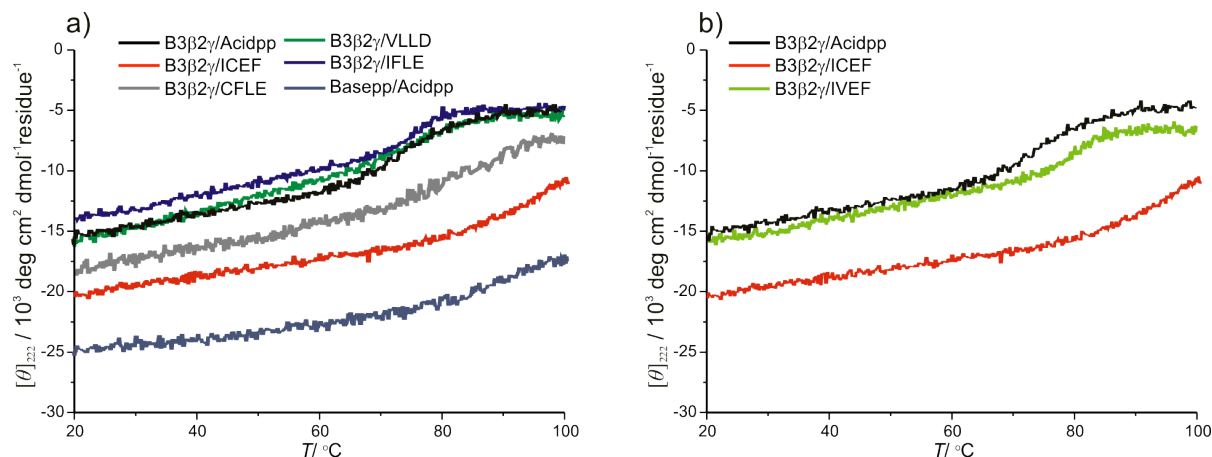 a)
B3β2γ/Acidpp
B3β2γ/ICEF
B3β2γ/CFLE
B3β2γ/VLLD
B3β2γ/IFLE
Basepp/Acidpp
0
-5
-10
-15
-20
-25
-30
[θ]222 / 10³ deg cm² dmol⁻¹residue⁻¹
20
40
60
80
100
T/ °C
b)
B3β2γ/Acidpp
B3β2γ/ICEF
B3β2γ/IVEF
0
-5
-10
-15
-20
-25
-30
[θ]222 / 10³ deg cm² dmol⁻¹residue⁻¹
20
40
60
80
100
T/ °C